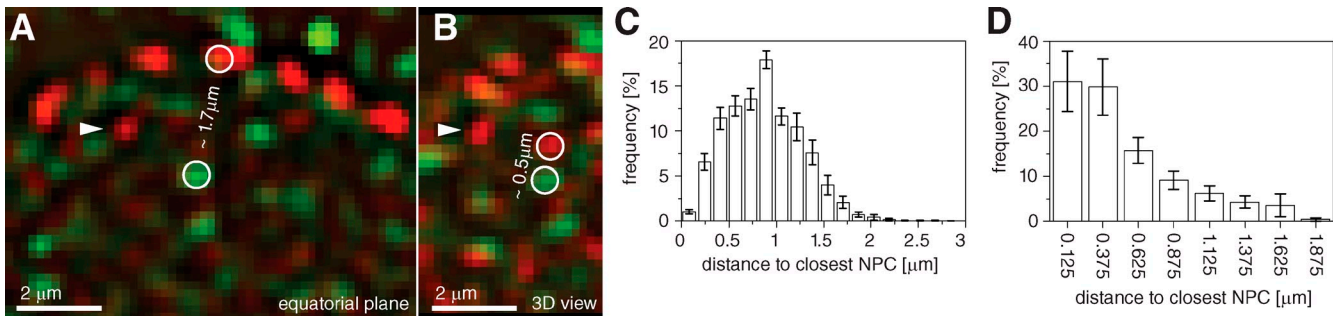 A
~ 1.7µm
2 µm
equatorial plane
B
~ 0.5µm
2 µm
3D view
C
frequency [%]
20
15
10
5
0
0
0.5
1
1.5
2
2.5
3
distance to closest NPC [µm]
D
frequency [%]
40
30
20
10
0
0.125
0.375
0.625
0.875
1.125
1.375
1.625
1.875
distance to closest NPC [µm]